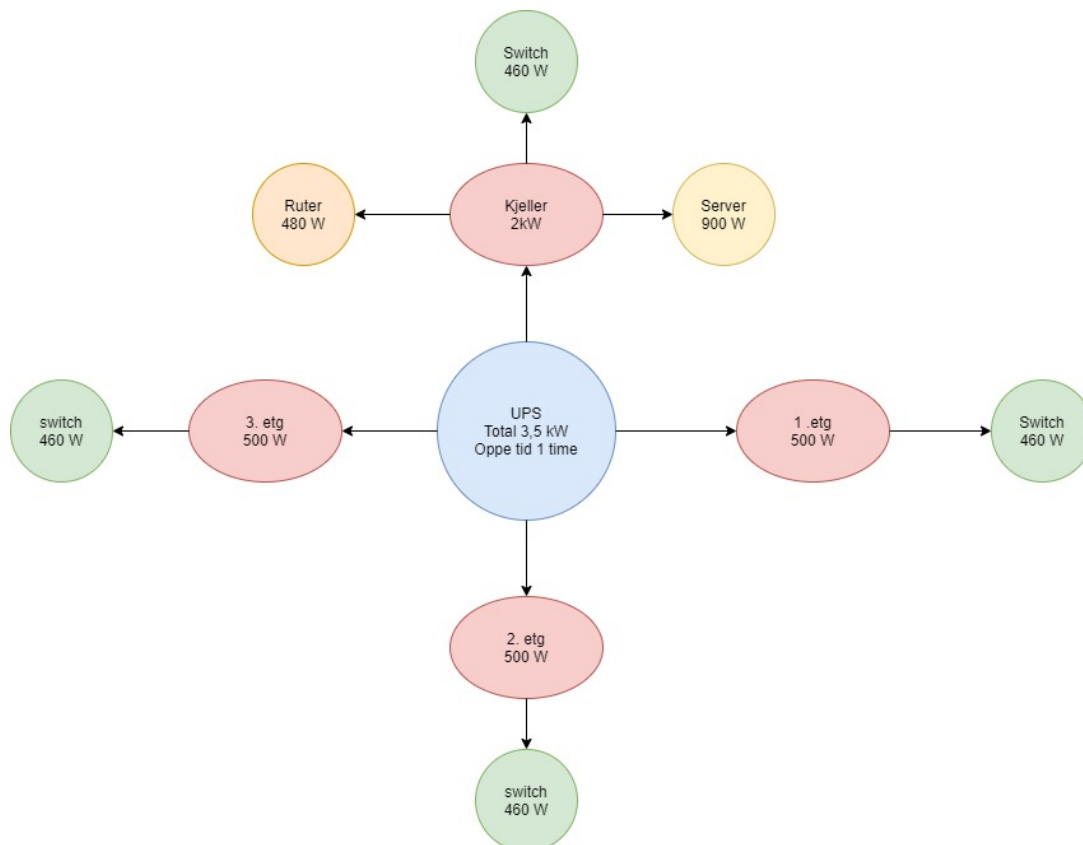 Switch
460 W
Ruter
480 W
Kjeller
2kW
Server
900 W
switch
460 W
3. etg
500 W
UPS
Total 3,5 kW
Oppe tid 1 time
1 .etg
500 W
Switch
460 W
2. etg
500 W
switch
460 W